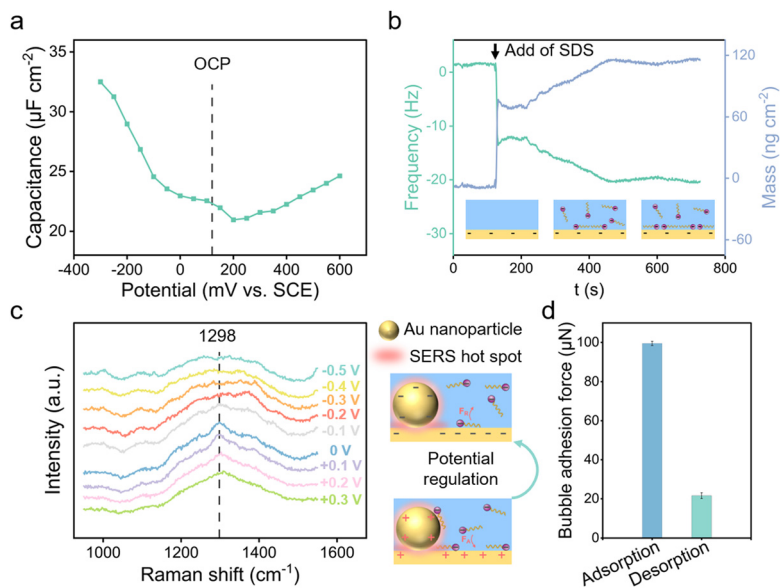 a
OCP
Capacitance (µF cm⁻²)
36
32
28
24
20
-400
-200
0
200
400
600
Potential (mV vs. SCE)
b
Add of SDS
Frequency (Hz)
0
-10
-20
-30
Mass (ng cm⁻²)
120
60
0
-60
0
200
400
600
800
t (s)
c
1298
Intensity (a.u.)
-0.5 V
-0.4 V
-0.3 V
-0.2 V
-0.1 V
0 V
+0.1 V
+0.2 V
+0.3 V
1000
1200
1400
1600
Raman shift (cm⁻¹)
Au nanoparticle
SERS hot spot
Potential
regulation
d
Bubble adhesion force (µN)
100
80
60
40
20
0
Adsorption
Desorption